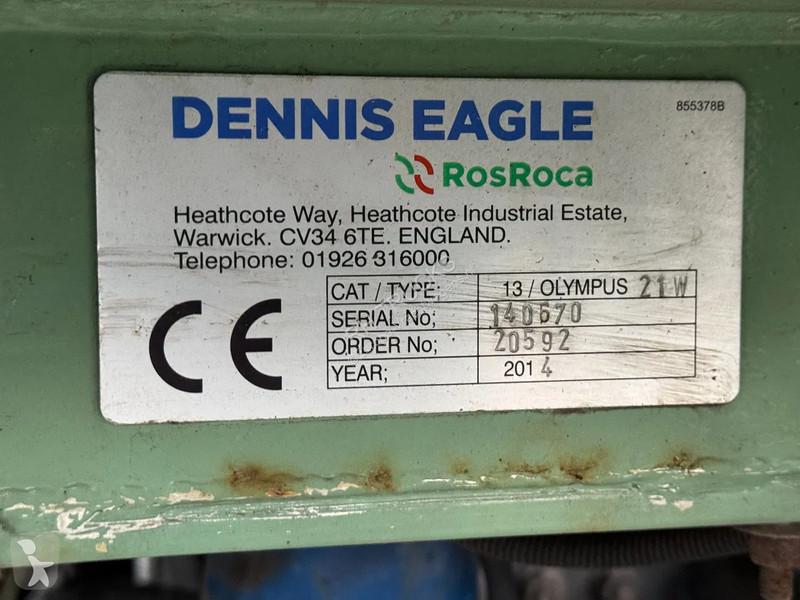 DENNIS EAGLE
855378B
RosRoca
Heathcote Way, Heathcote Industrial Estate,
Warwick. CV34 6TE. ENGLAND.
Telephone: 01926 316000
CE
CAT / TYPE; 13 / OLYMPUS 21W
SERIAL No; 140670
ORDER No; 20592
YEAR; 2014